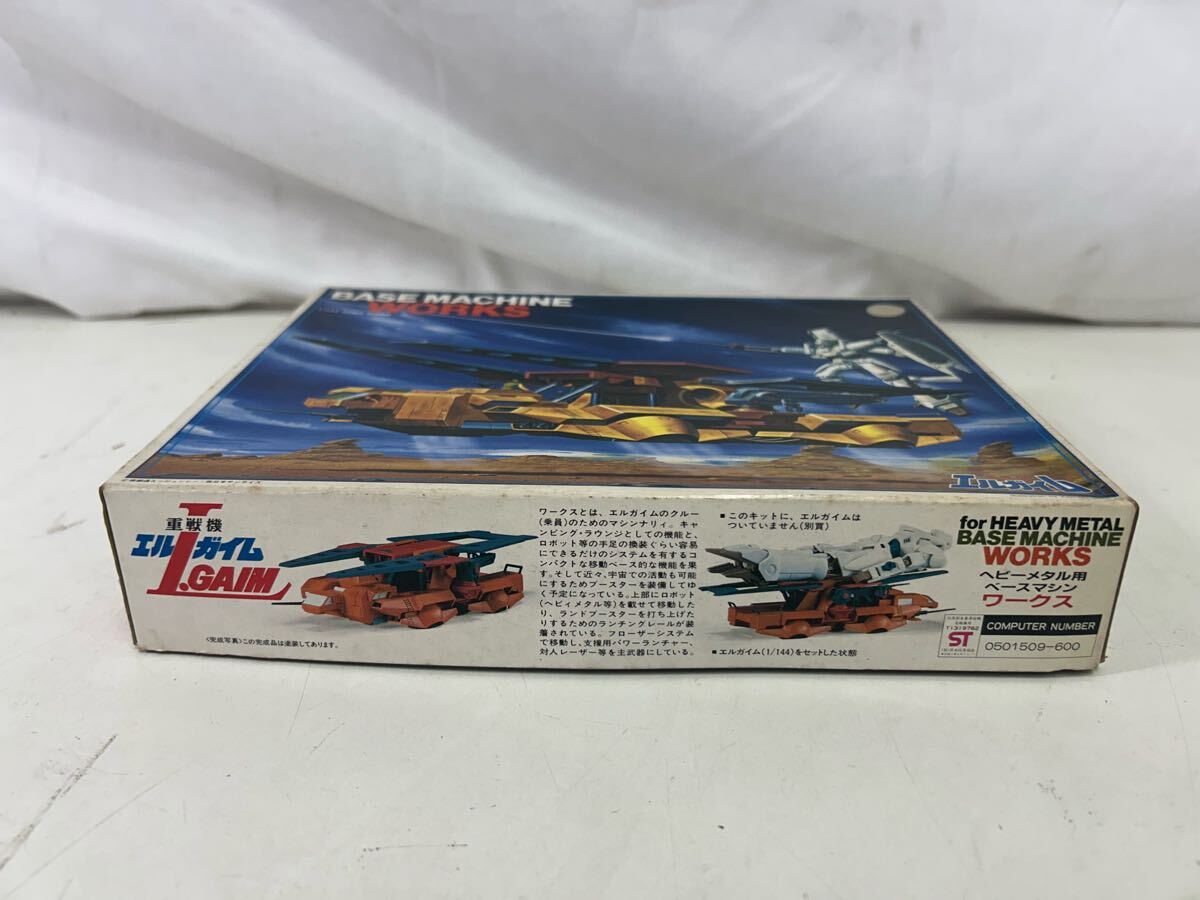 BASE MACHINE
WORKS
エルガイム
重戦機
エルガイム
L.GAIM
〈完成写真〉この完成品は塗装してあります。
ワークスとは、エルガイムのクルー
(乗員)のためのマシンナリィ。キャ
ンピング・ラウンジとしての機能と、
ロボット等の手足の換装ぐらい容易
にできるだけのシステムを有するコ
ンパクトな移動ベース的な機能を果
す。そして近々、宇宙での活動も可能
にするためブースターを装備してゆ
く予定になっている。上部にロボット
(ヘビィメタル等)を載せて移動した
り、ランドブースターを打ち上げた
りするためのランチングレールが装
着されている。フローザーシステム
で移動し、支援用パワーランチャー、
対人レーザー等を主武器にしている。
■このキットに、エルガイムは
ついていません(別買)
■エルガイム(1/144)をセットした状態
for HEAVY METAL
BASE MACHINE
WORKS
ヘビーメタル用
ベースマシン
ワークス
T1319762
ST
COMPUTER NUMBER
0501509-600